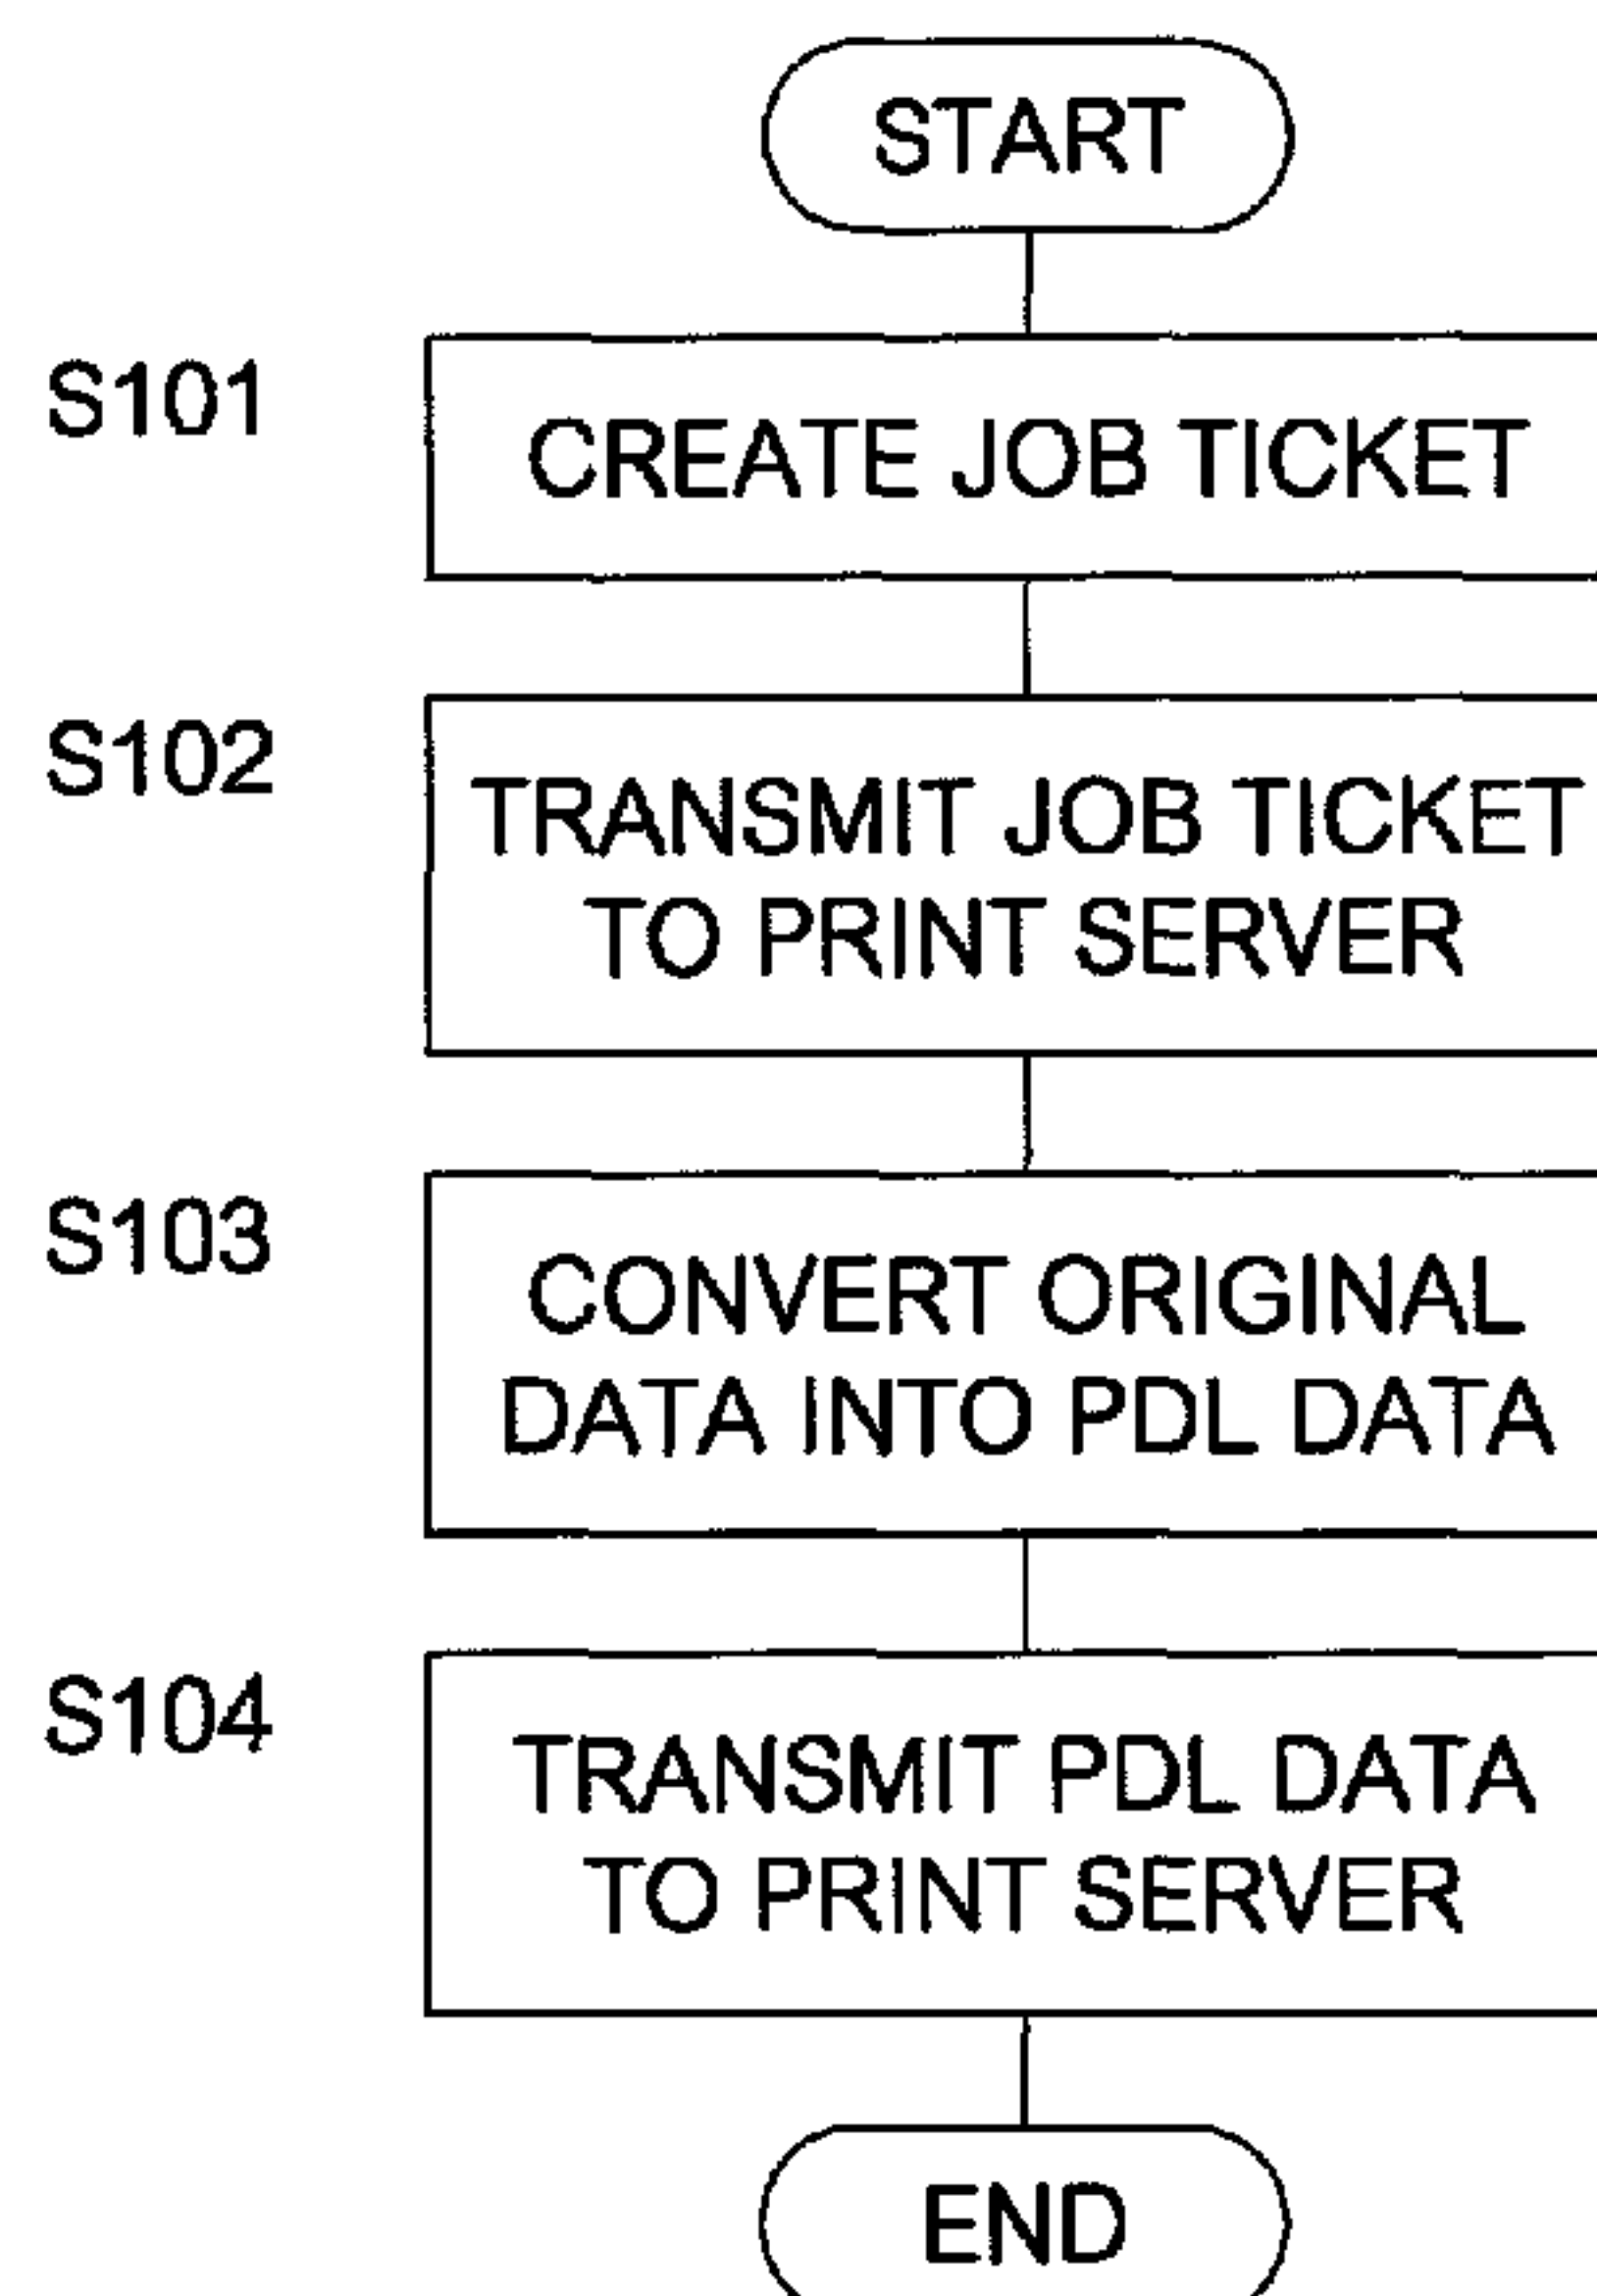 START
S101
CREATE JOB TICKET
S102
TRANSMIT JOB TICKET
TO PRINT SERVER
S103
CONVERT ORIGINAL
DATA INTO PDL DATA
S104
TRANSMIT PDL DATA
TO PRINT SERVER
END